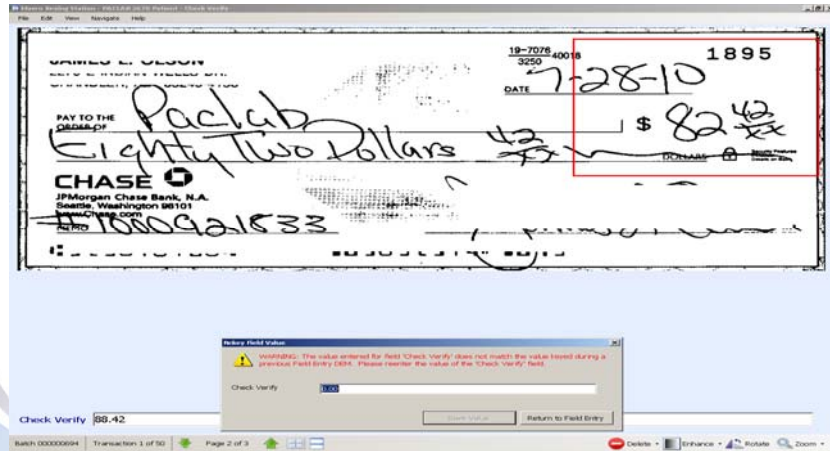 File Edit View Navigate Help
19-7076 40018
3250
1895
DATE 7-28-10
PAY TO THE
ORDER OF Paclab $ 82 42/xx
Eighty Two Dollars 42/xx DOLLARS
CHASE
JPMorgan Chase Bank, N.A.
Seattle, Washington 98101
www.Chase.com
MEMO #1000921833
Rekey Field Value
WARNING: The value entered for field 'Check Verify' does not match the value keyed during a
previous Field Entry DEM. Please reenter the value of the 'Check Verify' field.
Check Verify 0.00
Save Value Return to Field Entry
Check Verify 88.42
Batch 000000694 Transaction 1 of 50 Page 2 of 3 Delete Enhance Rotate Zoom